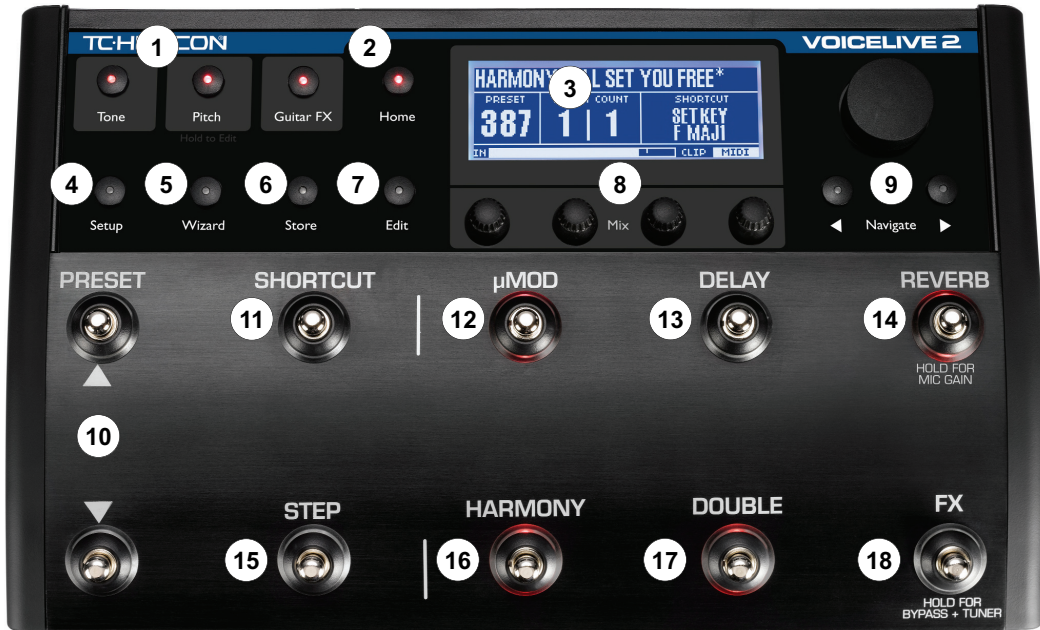 TC·HELICON
VOICELIVE 2
1
2
Tone
Pitch
Guitar FX
Home
Hold to Edit
HARMONY WILL SET YOU FREE*
3
PRESET
COUNT
SHORTCUT
387
1 | 1
SET KEY
F MAJ1
IN
CLIP
MIDI
4
5
6
7
8
9
Setup
Wizard
Store
Edit
Mix
◀ Navigate ▶
PRESET
SHORTCUT
µMOD
DELAY
REVERB
11
12
13
14
HOLD FOR
MIC GAIN
10
STEP
HARMONY
DOUBLE
FX
15
16
17
18
HOLD FOR
BYPASS + TUNER